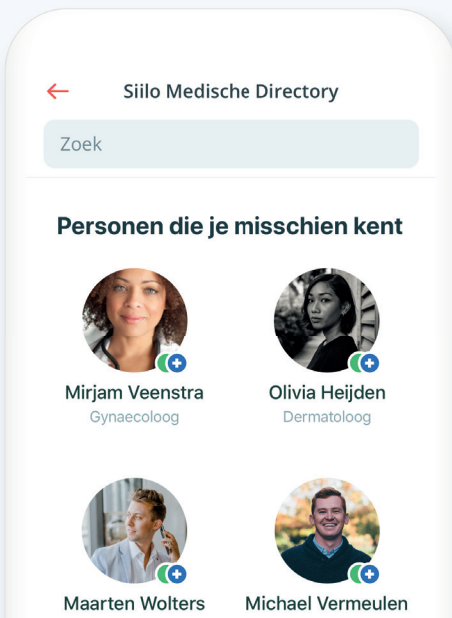 Siilo Medische Directory
Zoek
Personen die je misschien kent
Mirjam Veenstra
Olivia Heijden
Gynaecoloog
Dermatoloog
Maarten Wolters
Michael Vermeulen